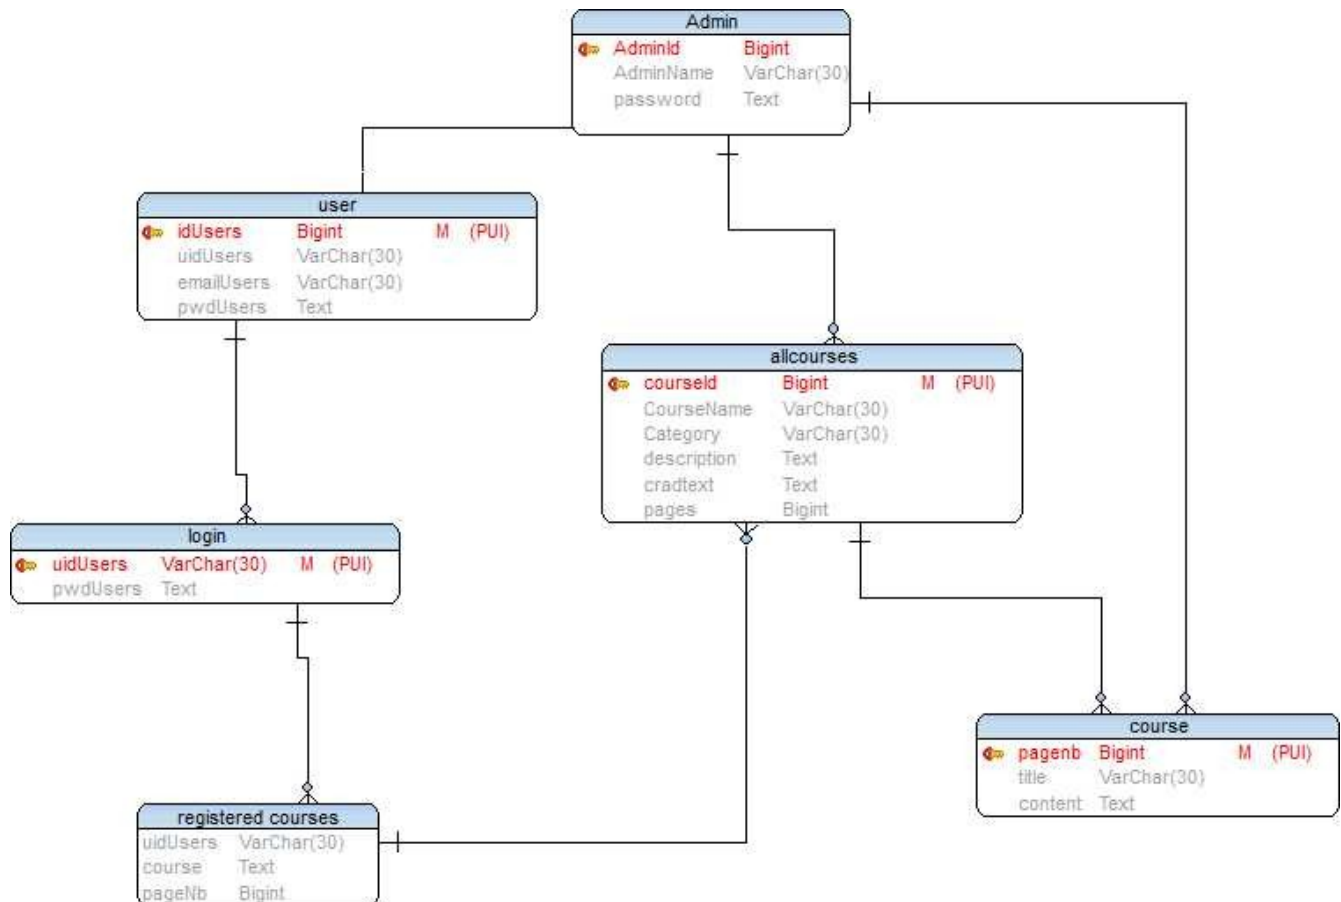 Admin
AdminId Bigint
AdminName VarChar(30)
password Text
user
idUsers Bigint M (PUI)
uidUsers VarChar(30)
emailUsers VarChar(30)
pwdUsers Text
allcourses
courseId Bigint M (PUI)
CourseName VarChar(30)
Category VarChar(30)
description Text
cradtext Text
pages Bigint
login
uidUsers VarChar(30) M (PUI)
pwdUsers Text
course
pagenb Bigint M (PUI)
title VarChar(30)
content Text
registered courses
uidUsers VarChar(30)
course Text
pageNb Bigint